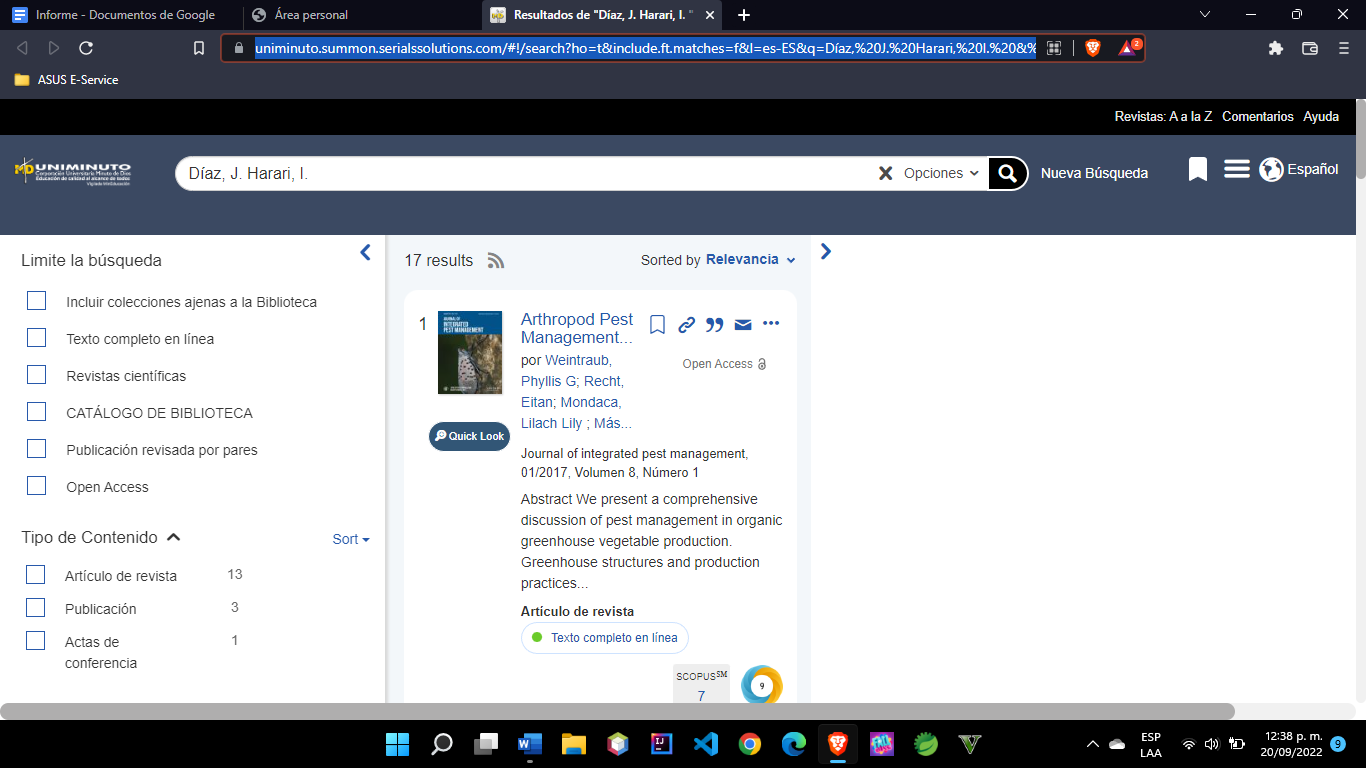 Informe - Documentos de Google
Área personal
Resultados de "Díaz, J. Harari, I. "
uniminuto.summon.serialssolutions.com/#!/search?ho=t&include.ft.matches=f&l=es-ES&q=Díaz,%20J.%20Harari,%20I.%20&%
2
ASUS E-Service
Revistas: A a la Z Comentarios Ayuda
UNIMINUTO
Corporación Universitaria Minuto de Dios
Educación de calidad al alcance de todos
Vigilada MinEducación
Díaz, J. Harari, I.
Opciones
Nueva Búsqueda
Español
Limite la búsqueda
Incluir colecciones ajenas a la Biblioteca
Texto completo en línea
Revistas científicas
CATÁLOGO DE BIBLIOTECA
Publicación revisada por pares
Open Access
Tipo de Contenido
Sort
Artículo de revista 13
Publicación 3
Actas de 1
conferencia
17 results
Sorted by Relevancia
1
JOURNAL OF
INTEGRATED
PEST MANAGEMENT
Quick Look
Arthropod Pest
Management...
Open Access
por Weintraub,
Phyllis G; Recht,
Eitan; Mondaca,
Lilach Lily ; Más...
Journal of integrated pest management,
01/2017, Volumen 8, Número 1
Abstract We present a comprehensive
discussion of pest management in organic
greenhouse vegetable production.
Greenhouse structures and production
practices...
Artículo de revista
Texto completo en línea
SCOPUS℠
7
9
ESP
LAA
12:38 p. m.
20/09/2022
9